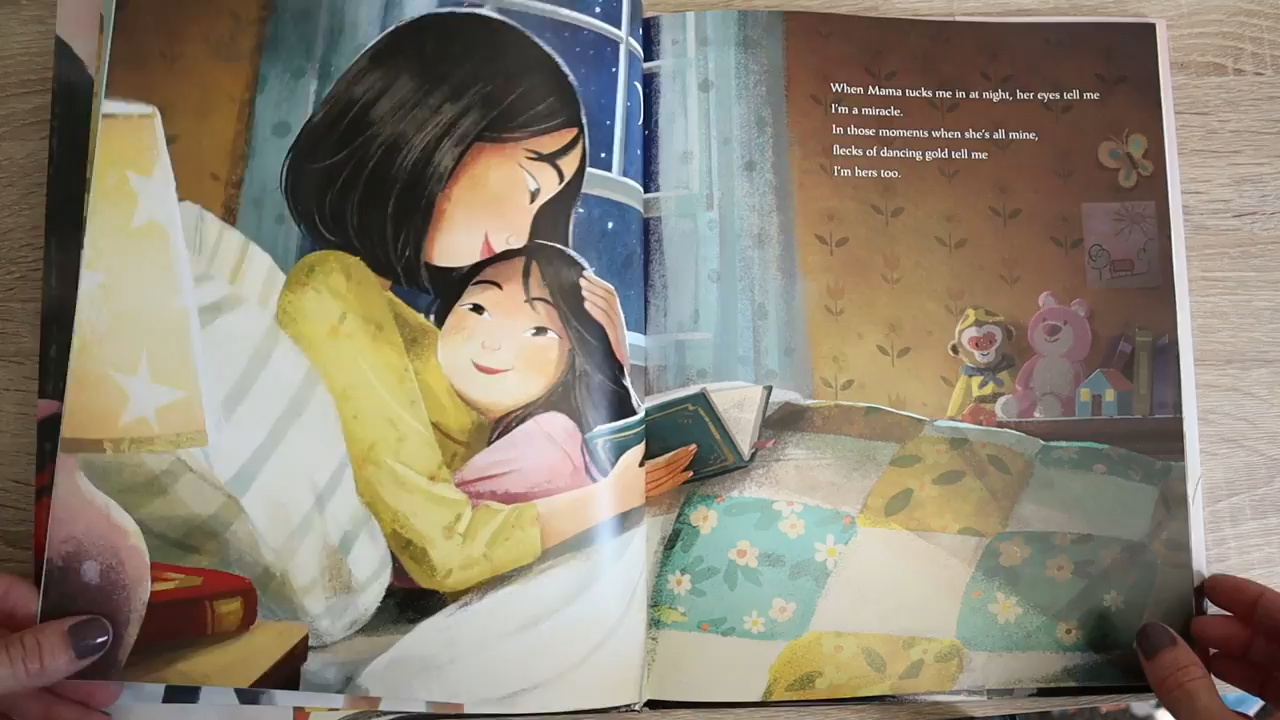 When Mama tucks me in at night, her eyes tell me
I'm a miracle.
In those moments when she's all mine,
flecks of dancing gold tell me
I'm hers too.